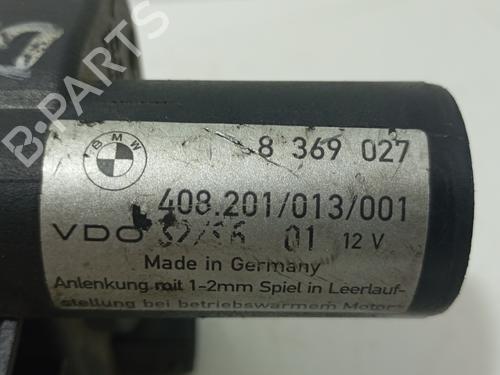 BMW
8 369 027
408.201/013/001
VDO 01 12 V
Made in Germany
Anlenkung mit 1-2mm Spiel in Leerlauf-
stellung bei betriebswarmem Motor
B-PARTS